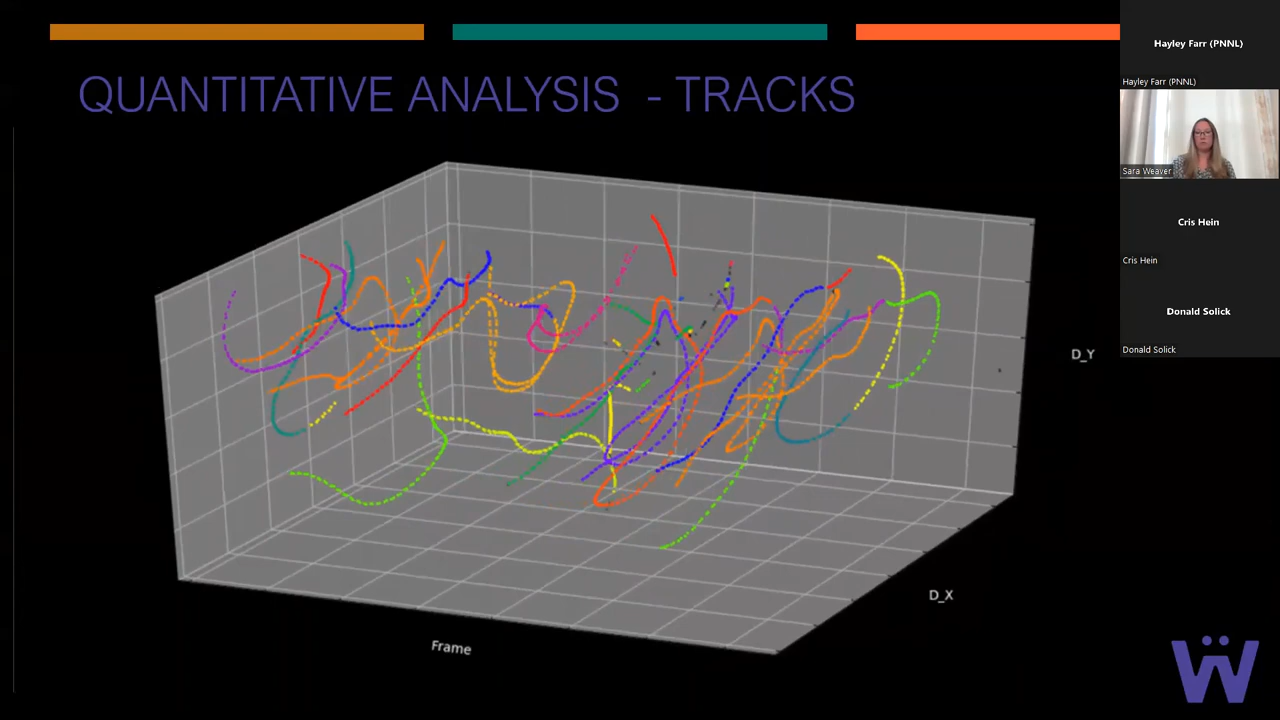 QUANTITATIVE ANALYSIS - TRACKS
Hayley Farr (PNNL)
Hayley Farr (PNNL)
Sara Weaver
Cris Hein
Cris Hein
Donald Solick
Donald Solick
D_Y
D_X
Frame